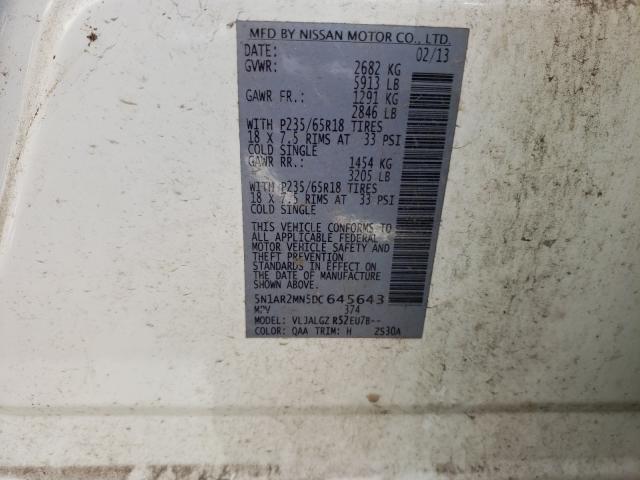 MFD BY NISSAN MOTOR CO., LTD.
DATE: 02/13
GVWR: 2682 KG
5913 LB
GAWR FR.: 1291 KG
2846 LB
WITH P235/65R18 TIRES
18 X 7.5 RIMS AT 33 PSI
COLD SINGLE
GAWR RR.: 1454 KG
3205 LB
WITH P235/65R18 TIRES
18 X 7.5 RIMS AT 33 PSI
COLD SINGLE
THIS VEHICLE CONFORMS TO
ALL APPLICABLE FEDERAL
MOTOR VEHICLE SAFETY AND
THEFT PREVENTION
STANDARDS IN EFFECT ON
THE DATE OF MANUFACTURE
SHOWN ABOVE.
5N1AR2MN5DC645643
MPV 374
MODEL: VLJALGZ R52EU7B--
COLOR: QAA TRIM: H 2S30A